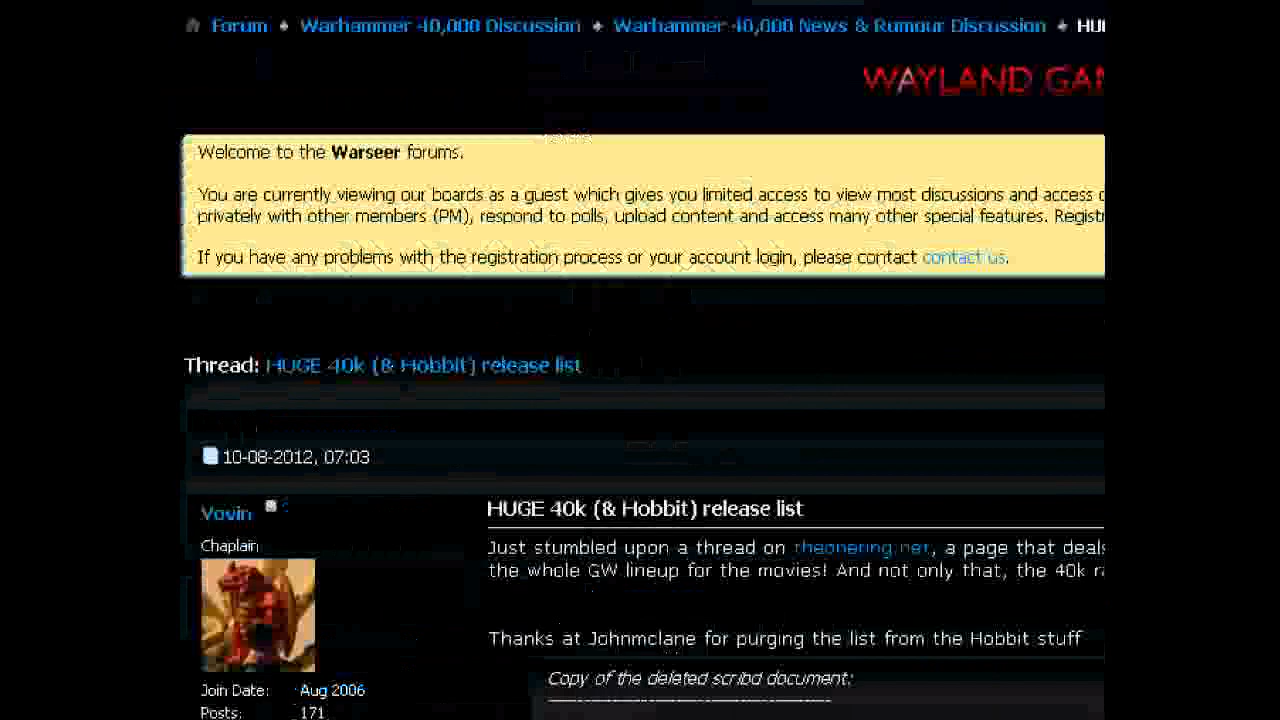 Forum Warhammer 40,000 Discussion Warhammer 40,000 News & Rumour Discussion HU
WAYLAND GA
Welcome to the Warseer forums.
You are currently viewing our boards as a guest which gives you limited access to view most discussions and access
privately with other members (PM), respond to polls, upload content and access many other special features. Regist
If you have any problems with the registration process or your account login, please contact contact us.
Thread: HUGE 40k (& Hobbit) release list
10-08-2012, 07:03
Vovin
HUGE 40k (& Hobbit) release list
Chaplain
Just stumbled upon a thread on theonering.net, a page that deals
the whole GW lineup for the movies! And not only that, the 40k
Thanks at Johnmclane for purging the list from the Hobbit stuff
Copy of the deleted scribd document:
Join Date: Aug 2006
Posts: 171